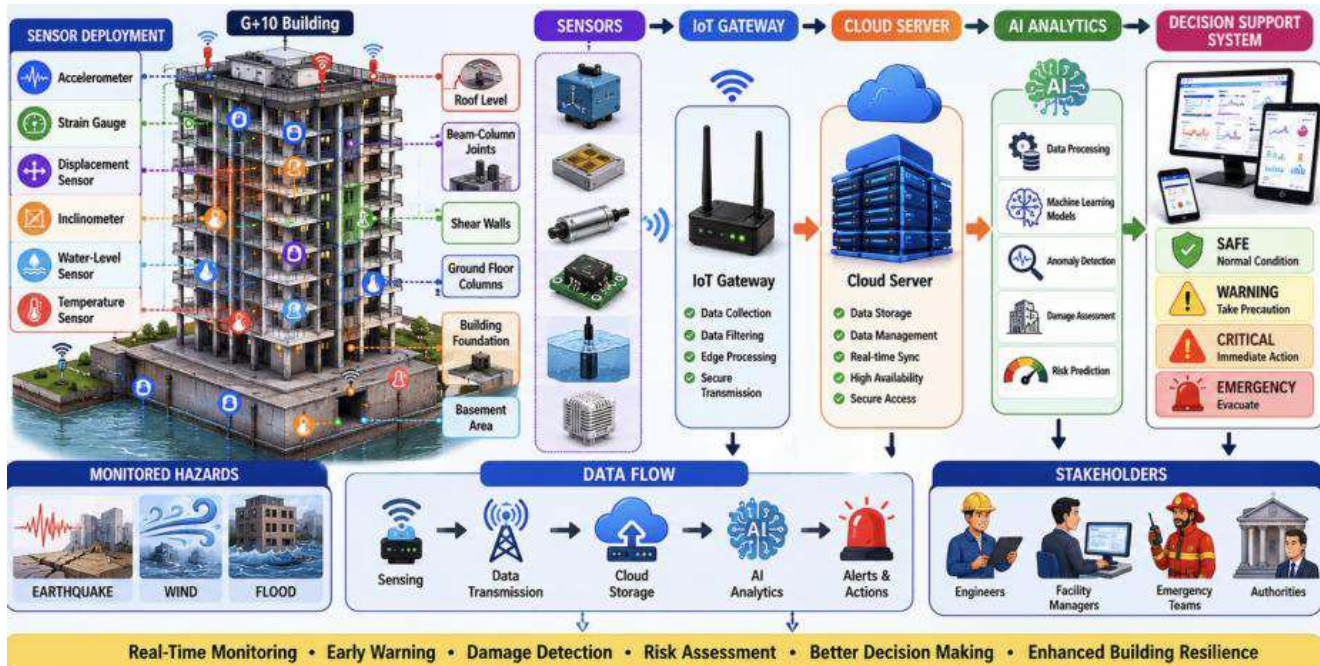 SENSOR DEPLOYMENT
Accelerometer
Strain Gauge
Displacement
Sensor
Inclinometer
Water-Level
Sensor
Temperature
Sensor
G+10 Building
Roof Level
Beam-Column
Joints
Shear Walls
Ground Floor
Columns
Building
Foundation
Basement
Area
SENSORS
IoT GATEWAY
CLOUD SERVER
AI ANALYTICS
DECISION SUPPORT
SYSTEM
IoT Gateway
Data Collection
Data Filtering
Edge Processing
Secure
Transmission
Cloud Server
Data Storage
Data Management
Real-time Sync
High Availability
Secure Access
AI
Data Processing
Machine Learning
Models
Anomaly Detection
Damage Assessment
Risk Prediction
SAFE
Normal Condition
WARNING
Take Precaution
CRITICAL
Immediate Action
EMERGENCY
Evacuate
MONITORED HAZARDS
EARTHQUAKE
WIND
FLOOD
DATA FLOW
Sensing
Data
Transmission
Cloud
Storage
AI
AI
Analytics
Alerts &
Actions
STAKEHOLDERS
Engineers
Facility
Managers
Emergency
Teams
Authorities
Real-Time Monitoring • Early Warning • Damage Detection • Risk Assessment • Better Decision Making • Enhanced Building Resilience